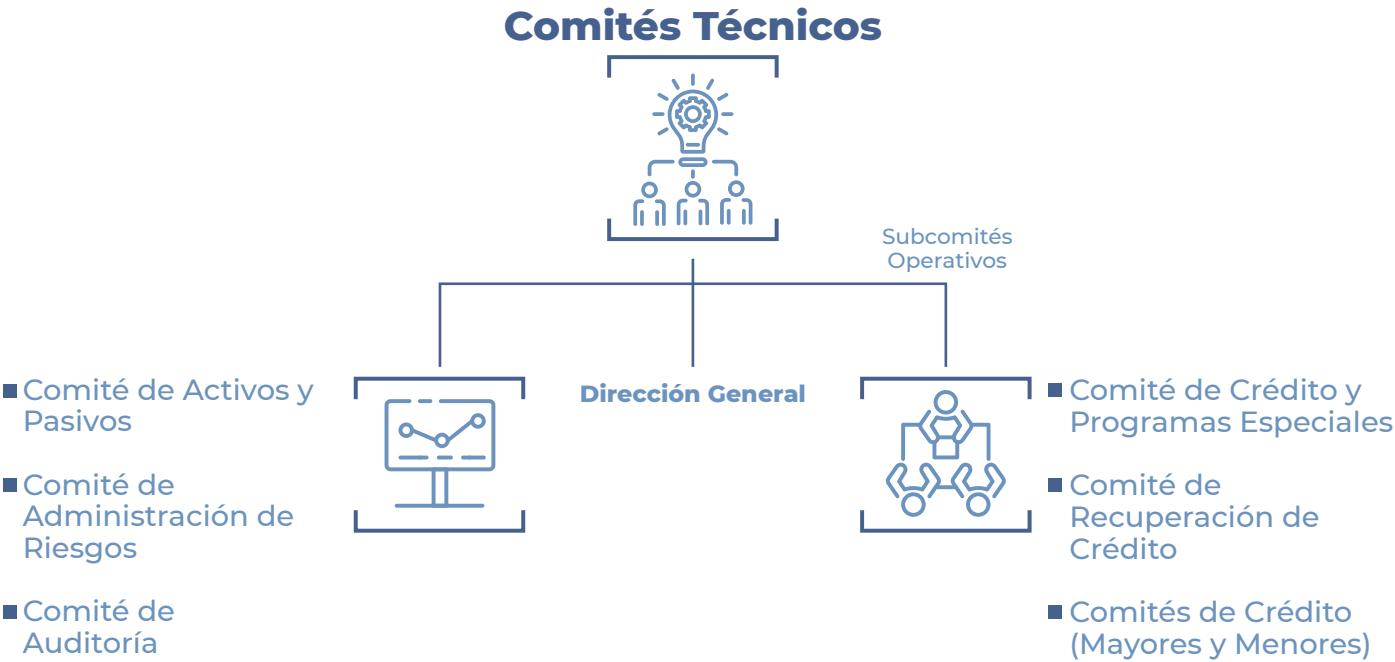 Comités Técnicos
Subcomités
Operativos
Comité de Activos y
Pasivos
Comité de
Administración de
Riesgos
Comité de
Auditoría
Dirección General
Comité de Crédito y
Programas Especiales
Comité de
Recuperación de
Crédito
Comités de Crédito
(Mayores y Menores)